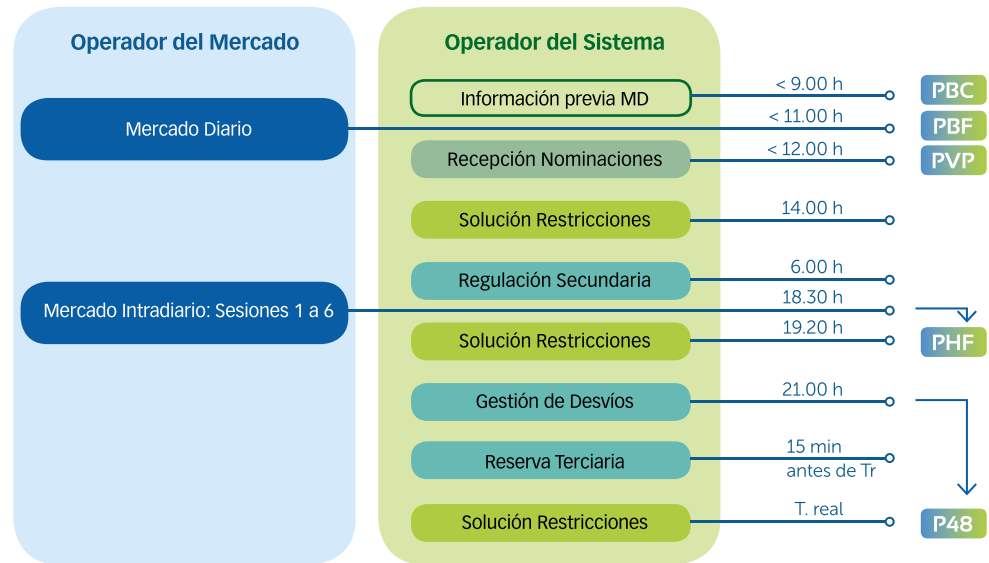 Operador del Mercado
Operador del Sistema
Información previa MD
< 9.00 h
PBC
Mercado Diario
< 11.00 h
PBF
Recepción Nominaciones
< 12.00 h
PVP
Solución Restricciones
14.00 h
Regulación Secundaria
6.00 h
Mercado Intradiario: Sesiones 1 a 6
18.30 h
Solución Restricciones
19.20 h
PHF
Gestión de Desvíos
21.00 h
Reserva Terciaria
15 min
antes de Tr
Solución Restricciones
T. real
P48